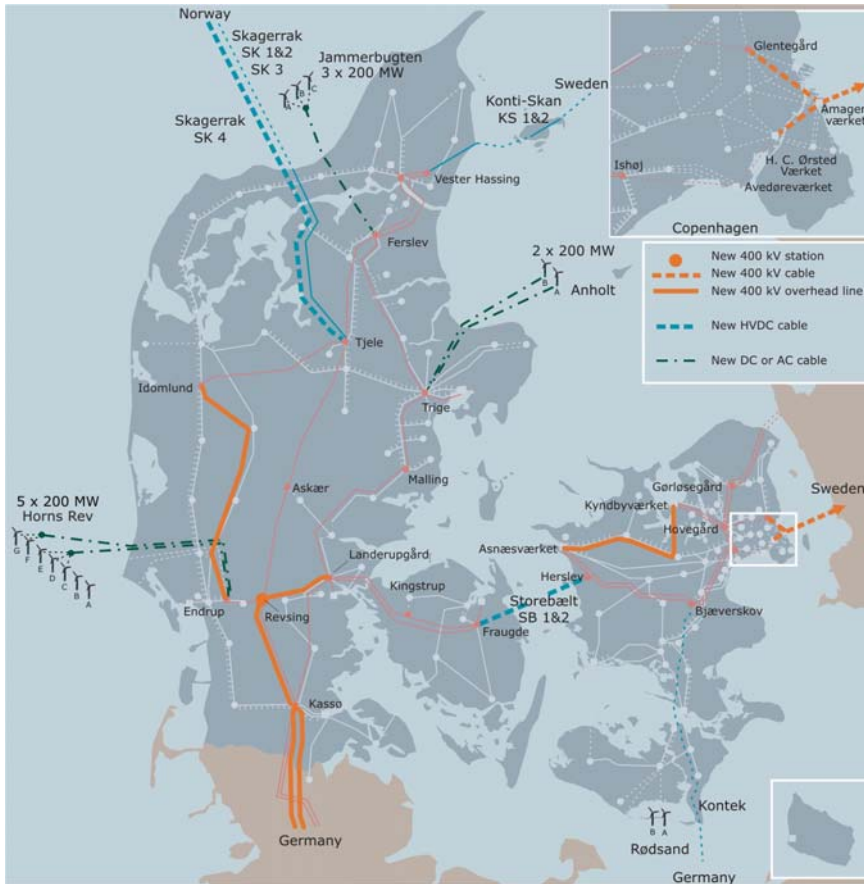 Norway
Skagerrak
SK 1&2
SK 3
Jammerbugten
3 x 200 MW
A
B
C
Skagerrak
SK 4
Konti-Skan
KS 1&2
Sweden
Vester Hassing
Ferslev
2 x 200 MW
B
A
Anholt
Tjele
Idomlund
Trige
Askær
Malling
5 x 200 MW
Horns Rev
G
F
E
D
C
B
A
Endrup
Revsing
Landerupgård
Kingstrup
Fraugde
Kassø
Germany
Storebælt
SB 1&2
Asnæsværket
Herslev
Kyndbyværket
Gørløsegård
Hovegård
Bjæverskov
Sweden
Kontek
B
A
Rødsand
Germany
Glentegård
Amager
værket
H. C. Ørsted
Værket
Avedøreværket
Ishøj
Copenhagen
New 400 kV station
New 400 kV cable
New 400 kV overhead line
New HVDC cable
New DC or AC cable